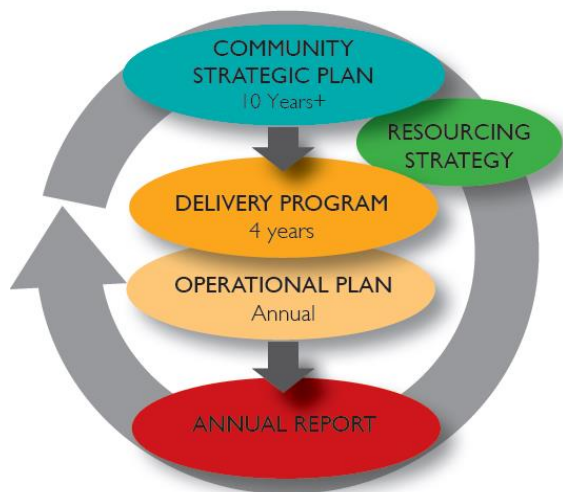 COMMUNITY
STRATEGIC PLAN
10 Years+
RESOURCING
STRATEGY
DELIVERY PROGRAM
4 years
OPERATIONAL PLAN
Annual
ANNUAL REPORT